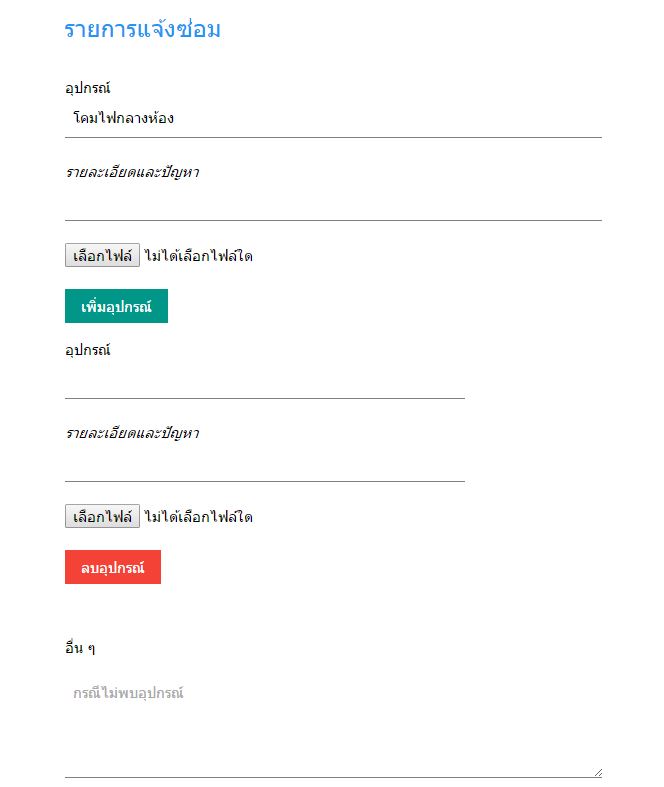 รายการแจ้งซ่อม
อุปกรณ์
โคมไฟกลางห้อง
รายละเอียดและปัญหา
เลือกไฟล์ ไม่ได้เลือกไฟล์ใด
เพิ่มอุปกรณ์
อุปกรณ์
รายละเอียดและปัญหา
เลือกไฟล์ ไม่ได้เลือกไฟล์ใด
ลบอุปกรณ์
อื่น ๆ
กรณีไม่พบอุปกรณ์